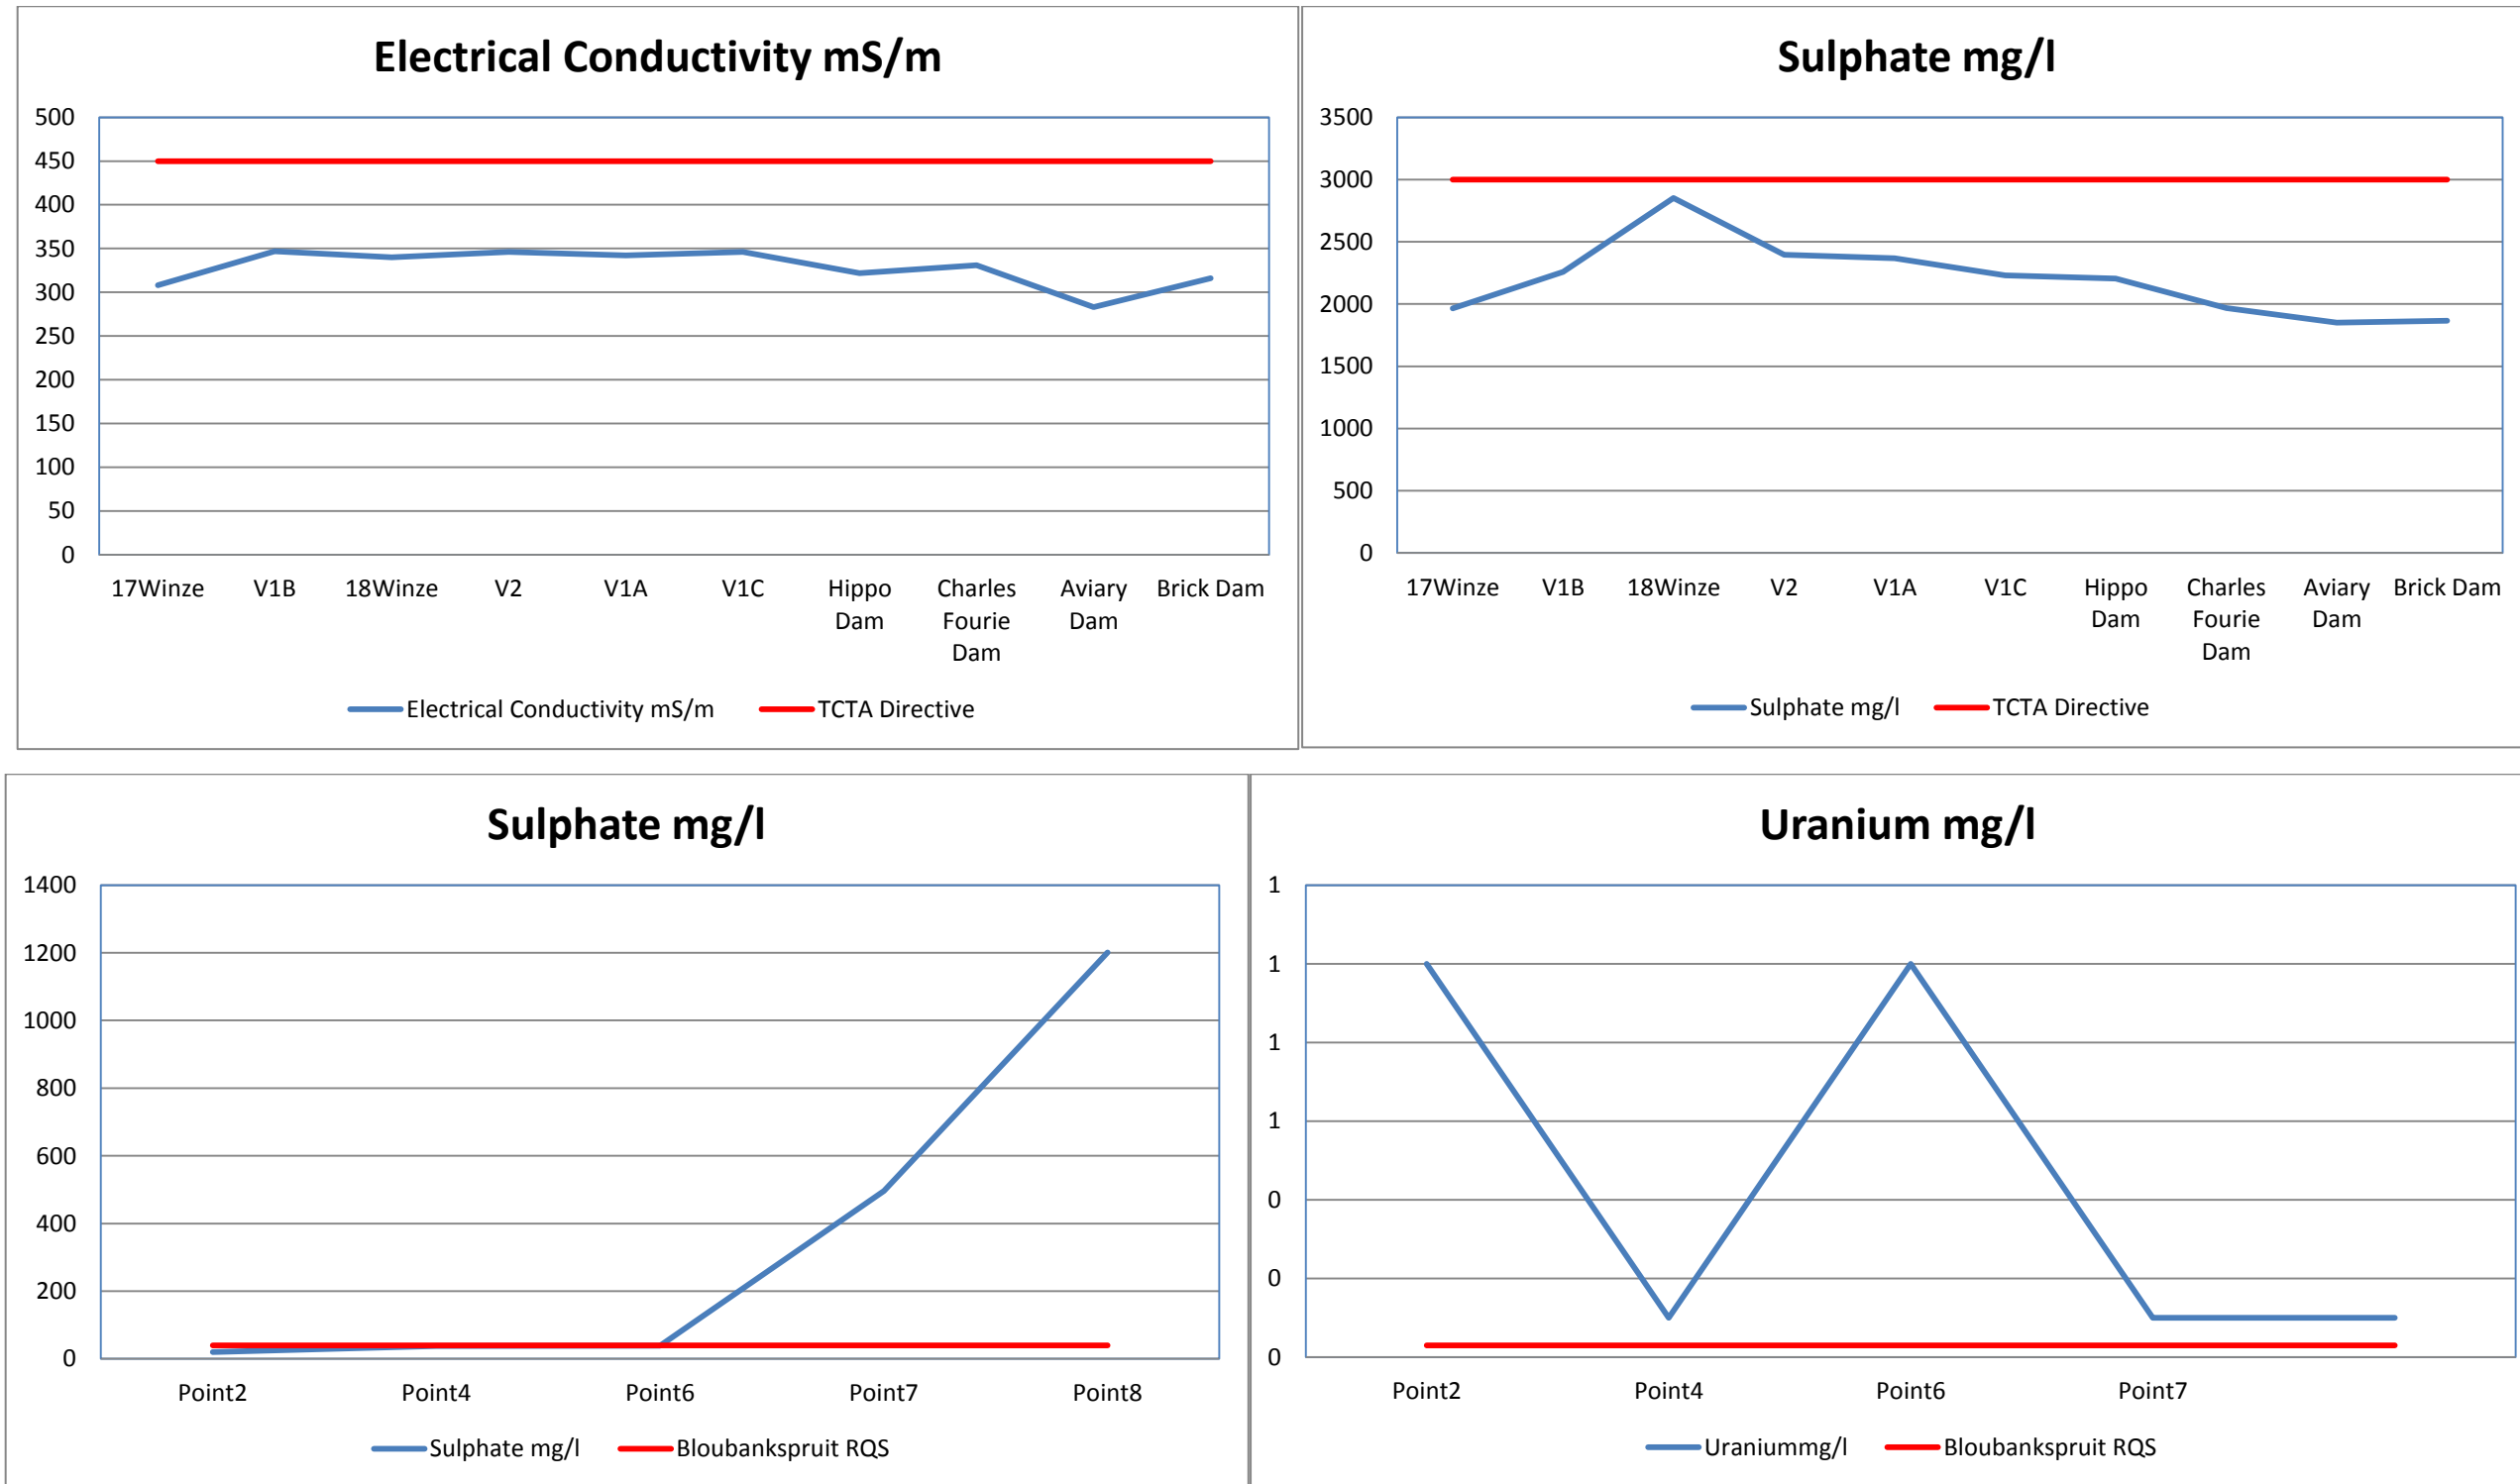 Electrical Conductivity mS/m
500
450
400
350
300
250
200
150
100
50
0
17Winze V1B 18Winze V2 V1A V1C Hippo Charles Aviary Brick Dam
Dam Fourie Dam
Dam
Electrical Conductivity mS/m TCTA Directive
Sulphate mg/l
3500
3000
2500
2000
1500
1000
500
0
17Winze V1B 18Winze V2 V1A V1C Hippo Charles Aviary Brick Dam
Dam Fourie Dam
Dam
Sulphate mg/l TCTA Directive
Sulphate mg/l
1400
1200
1000
800
600
400
200
0
Point2 Point4 Point6 Point7 Point8
Sulphate mg/l Bloubankspruit RQS
Uranium mg/l
1
1
1
1
0
0
0
Point2 Point4 Point6 Point7
Uraniummg/l Bloubankspruit RQS